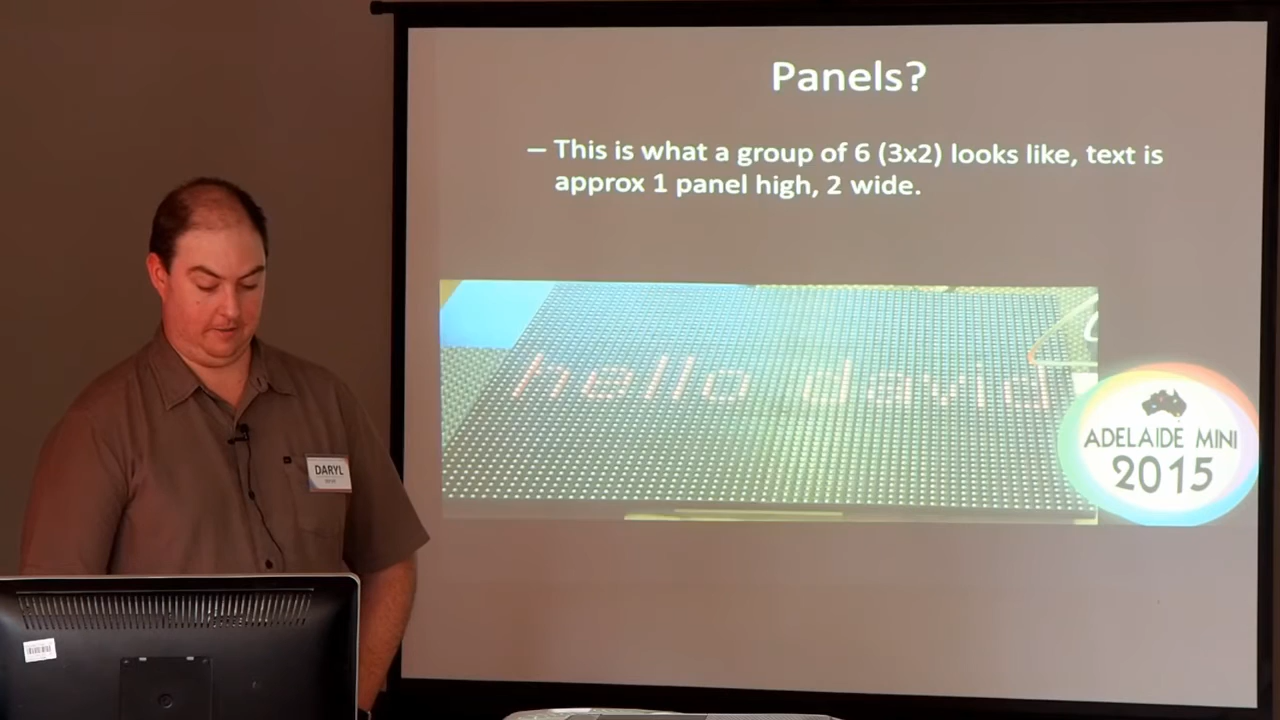 Panels?
– This is what a group of 6 (3x2) looks like, text is
approx 1 panel high, 2 wide.
hello david
ADELAIDE MINI
2015
DARYL